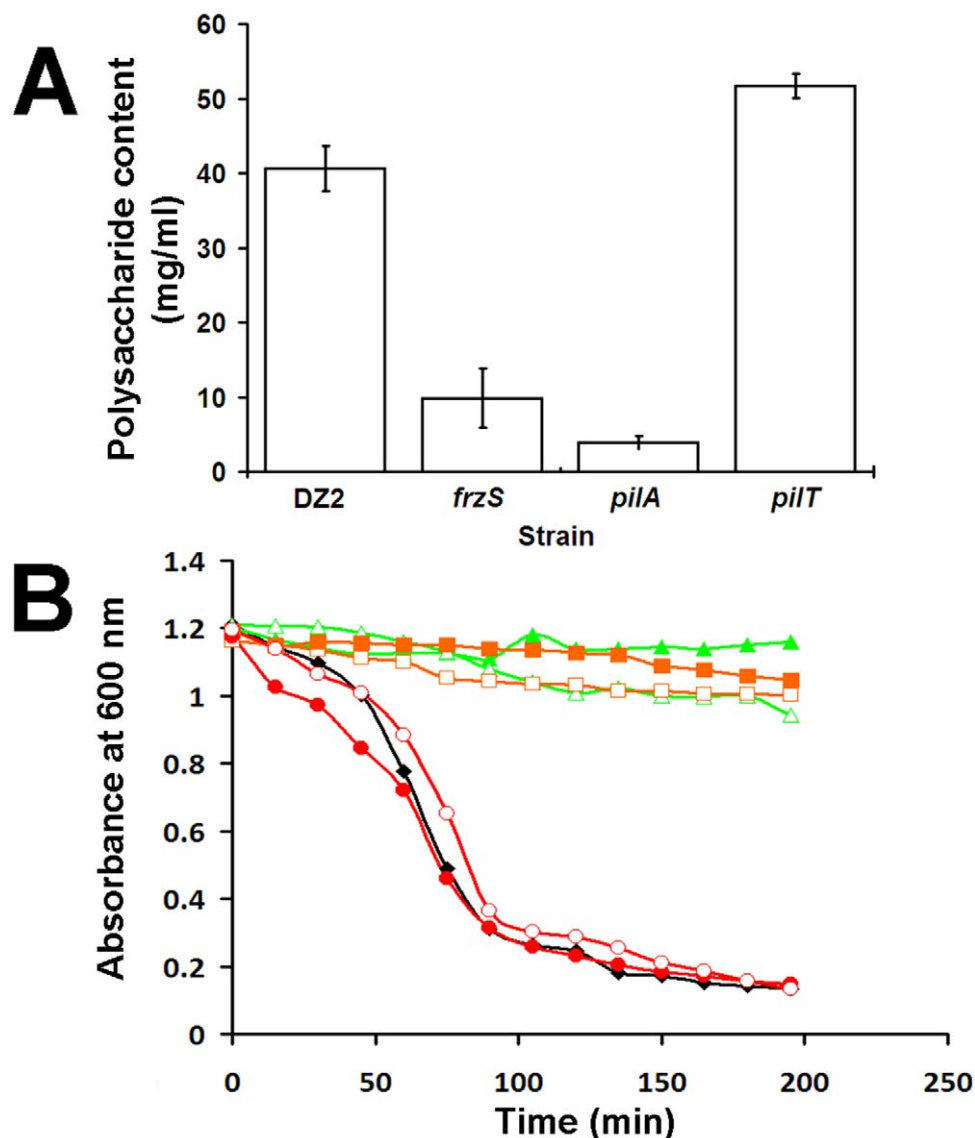 A
Polysaccharide content
(mg/ml)
60
50
40
30
20
10
0
DZ2 frzS pilA pilT
Strain
B
Absorbance at 600 nm
1.4
1.2
1
0.8
0.6
0.4
0.2
0
0 50 100 150 200 250
Time (min)